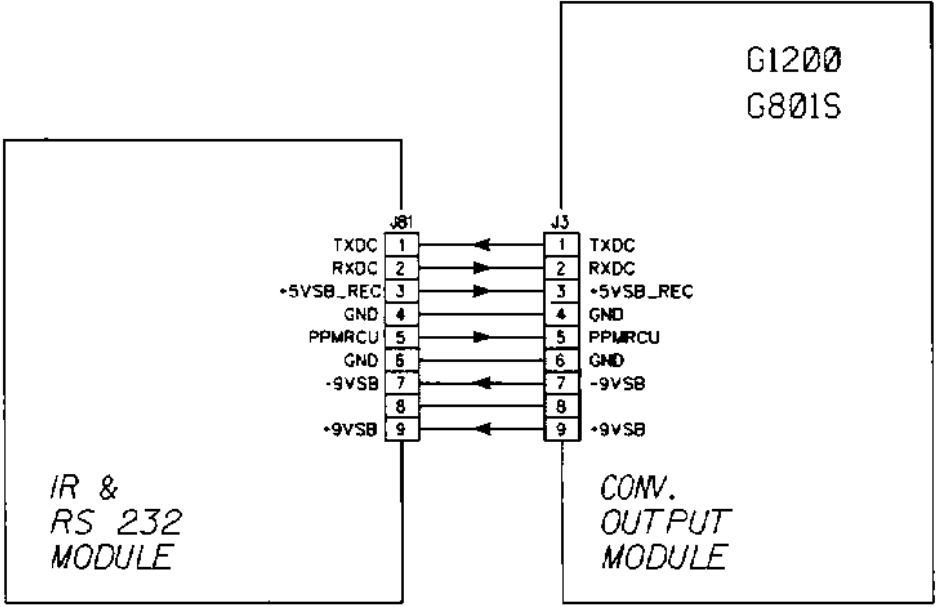 G1200
G801S
J81 J3
TXDC 1 1 TXDC
RXDC 2 2 RXDC
+5VSB_REC 3 3 +5VSB_REC
GND 4 4 GND
PPMRCU 5 5 PPMRCU
GND 6 6 GND
-9VSB 7 7 -9VSB
8 8
+9VSB 9 9 +9VSB
IR &
RS 232
MODULE
CONV.
OUTPUT
MODULE